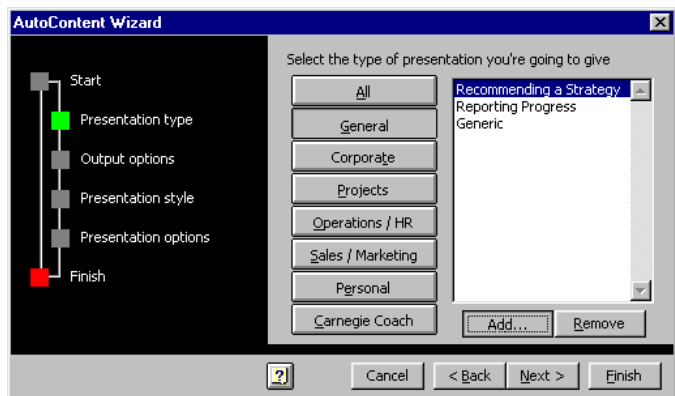 AutoContent Wizard
Select the type of presentation you're going to give
Start
Presentation type
Output options
Presentation style
Presentation options
Finish
All
General
Corporate
Projects
Operations / HR
Sales / Marketing
Personal
Carnegie Coach
Recommending a Strategy
Reporting Progress
Generic
Add...
Remove
?
Cancel
< Back
Next >
Finish